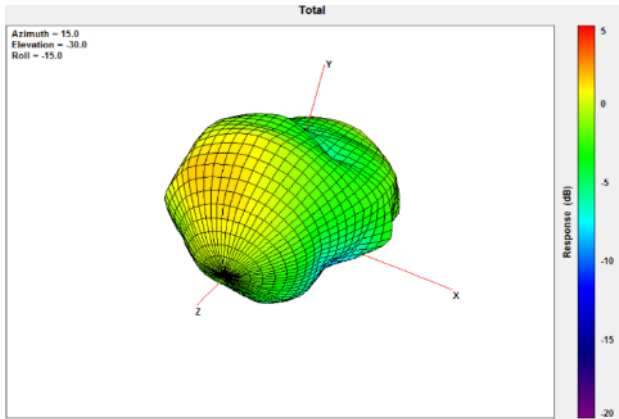 Total
Azimuth = 15.0
Elevation = -30.0
Roll = -15.0
Y
X
Z
5
0
-5
-10
-15
-20
Response (dB)